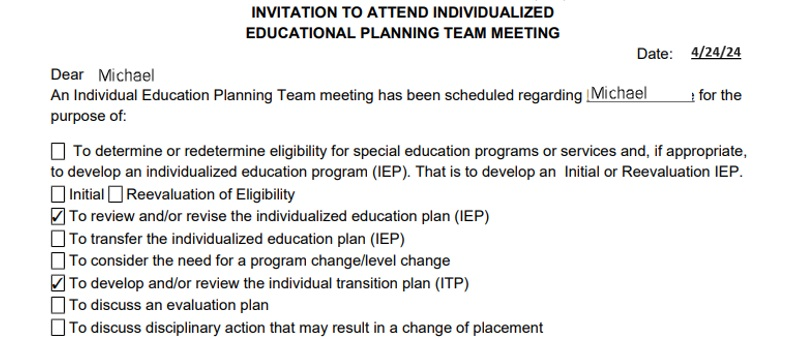 INVITATION TO ATTEND INDIVIDUALIZED
EDUCATIONAL PLANNING TEAM MEETING
Date: 4/24/24
Dear Michael
An Individual Education Planning Team meeting has been scheduled regarding Michael, for the
purpose of:
To determine or redetermine eligibility for special education programs or services and, if appropriate,
to develop an individualized education program (IEP). That is to develop an Initial or Reevaluation IEP.
☐ Initial ☐ Reevaluation of Eligibility
☑ To review and/or revise the individualized education plan (IEP)
☐ To transfer the individualized education plan (IEP)
☐ To consider the need for a program change/level change
☑ To develop and/or review the individual transition plan (ITP)
☐ To discuss an evaluation plan
☐ To discuss disciplinary action that may result in a change of placement